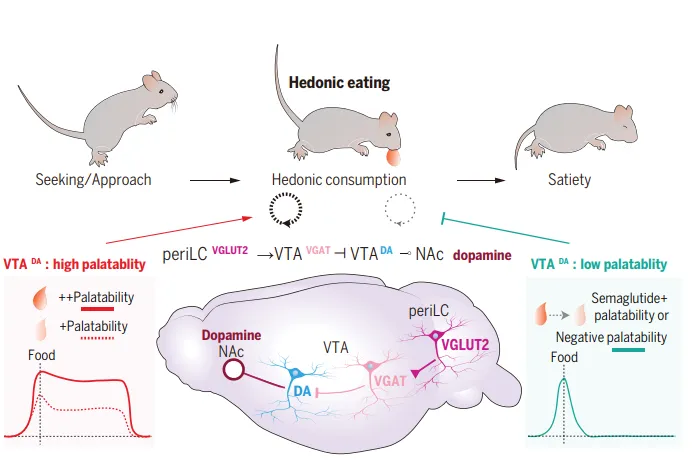 Hedonic eating
Seeking/Approach
Hedonic consumption
Satiety
periLC VGLUT2 →VTA VGAT ⊣ VTA DA ⊸ NAc dopamine
VTA DA : high palatablity
++Palatability
+Palatability
Food
VTA DA : low palatablity
Semaglutide+
palatability or
Negative palatability
Food
periLC
VGLUT2
VTA
VGAT
Dopamine
NAc
DA